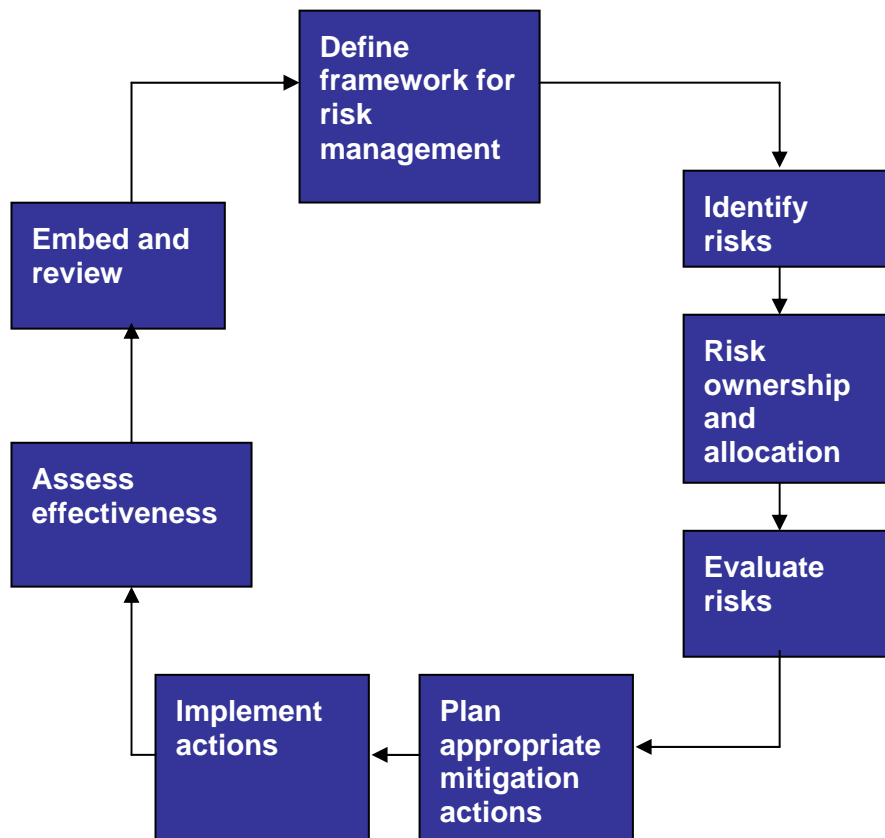 Define
framework for
risk
management
Identify
risks
Risk
ownership
and
allocation
Evaluate
risks
Plan
appropriate
mitigation
actions
Implement
actions
Assess
effectiveness
Embed and
review